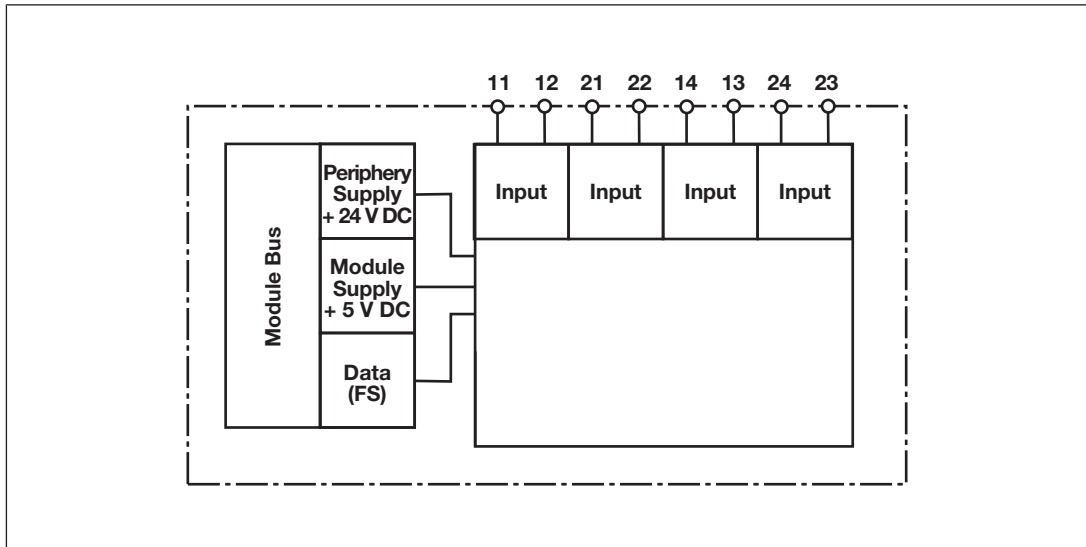 11 12 21 22 14 13 24 23
Module Bus
Periphery
Supply
+ 24 V DC
Module
Supply
+ 5 V DC
Data
(FS)
Input Input Input Input